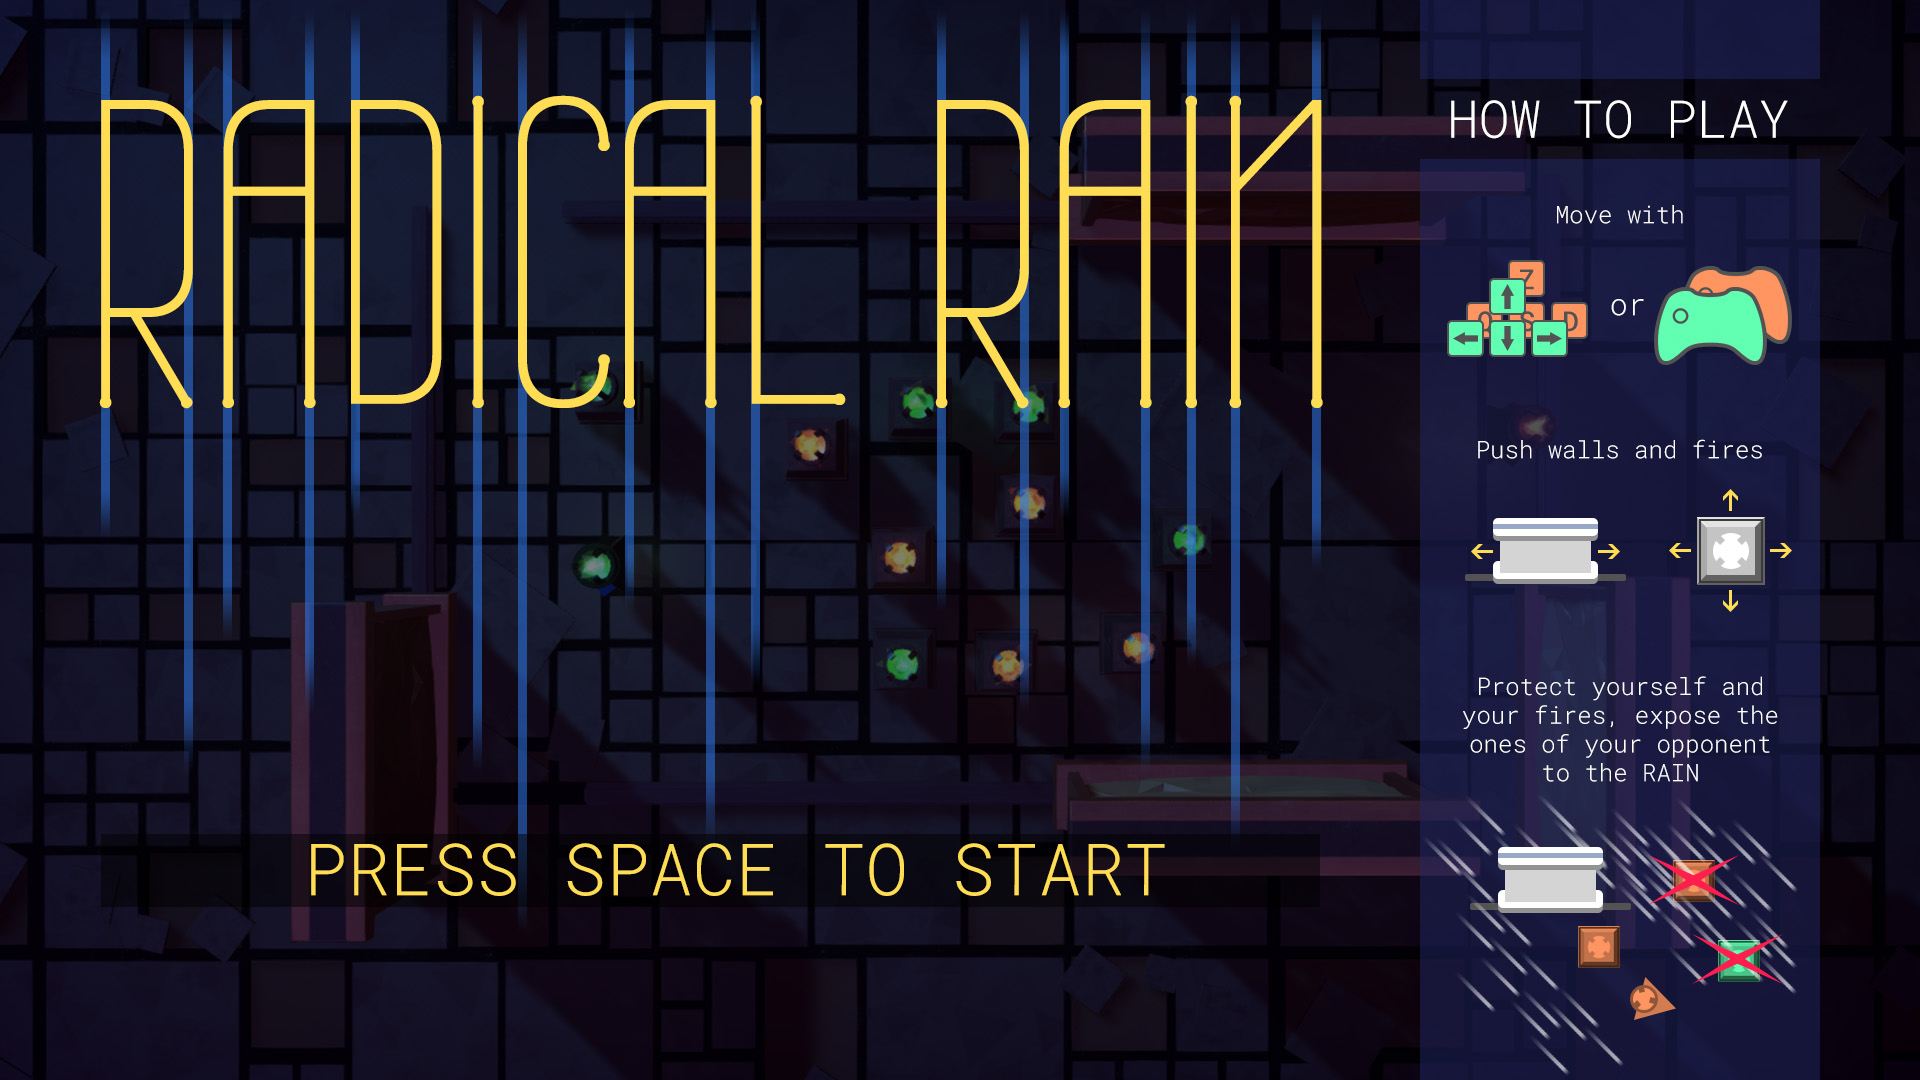 RADICAL RAIN
PRESS SPACE TO START
HOW TO PLAY
Move with
Z
Q S D
or
Push walls and fires
Protect yourself and
your fires, expose the
ones of your opponent
to the RAIN